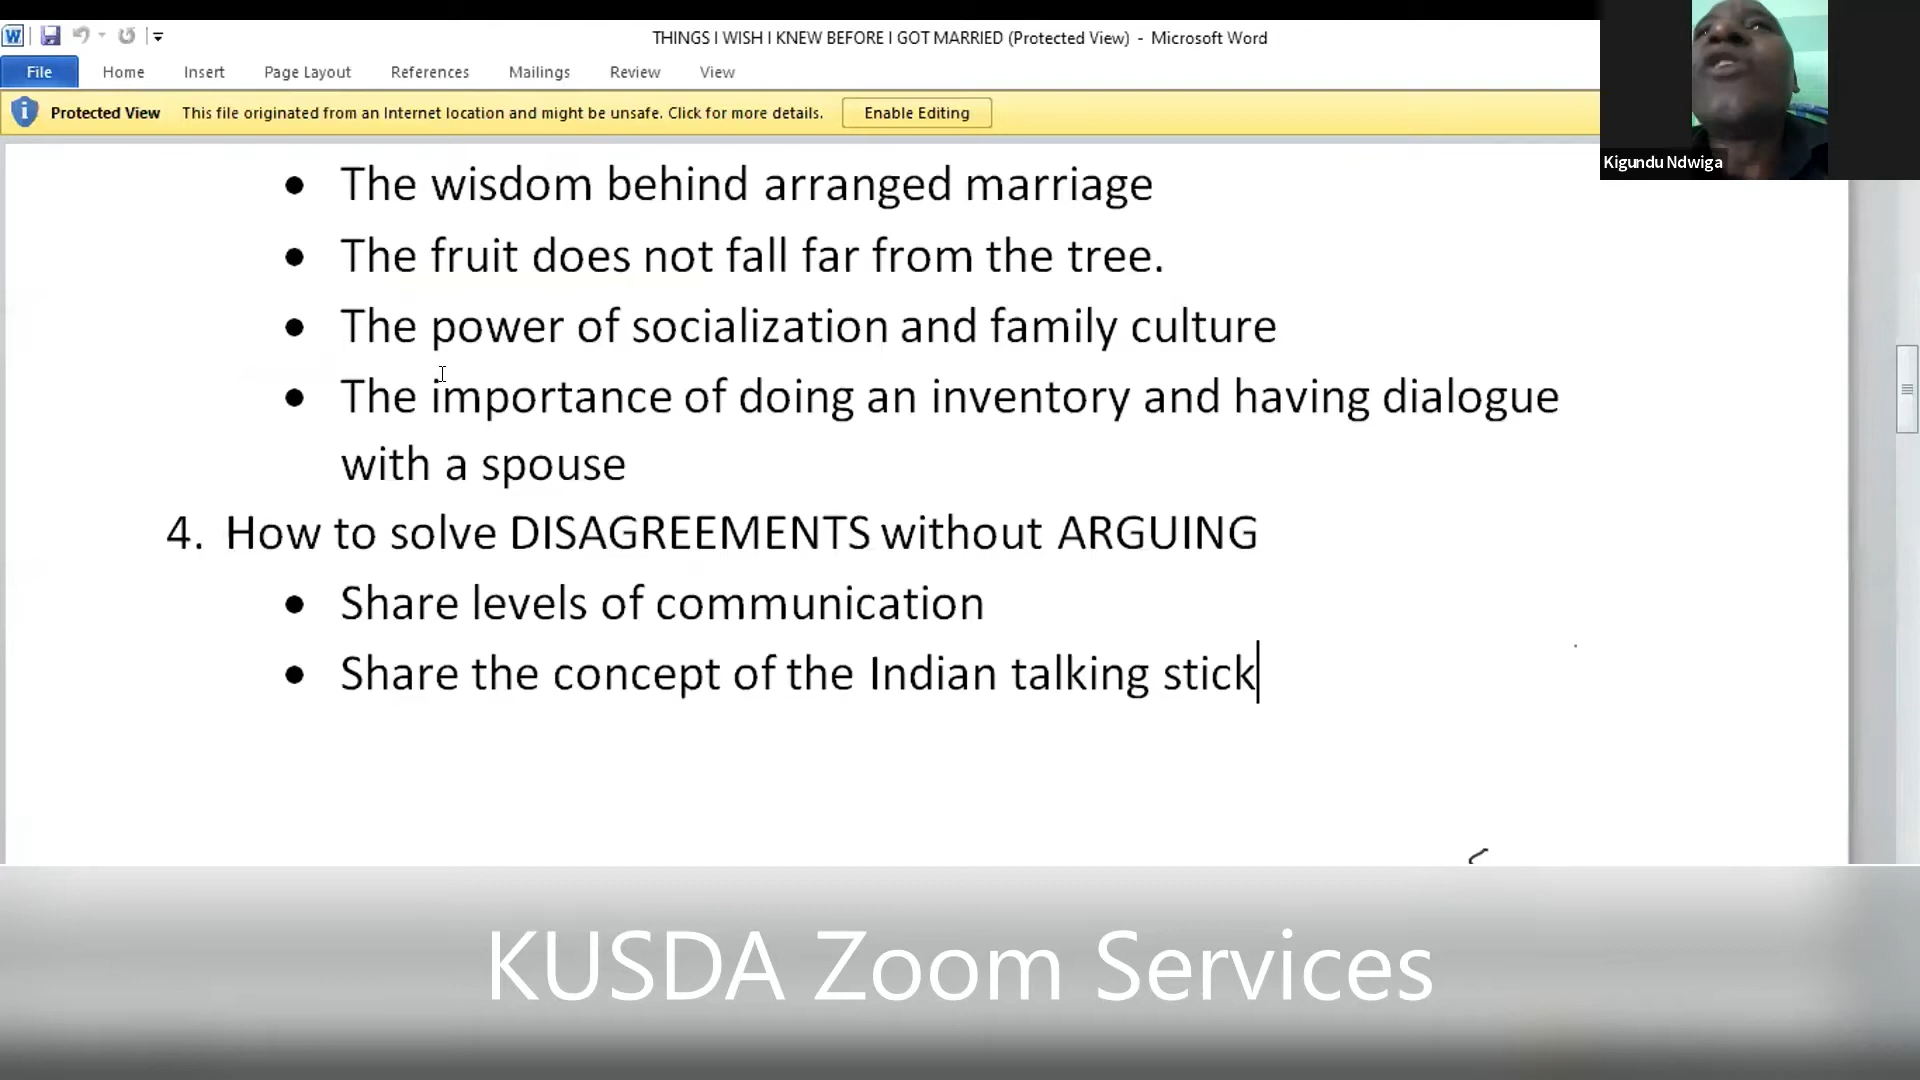 THINGS I WISH I KNEW BEFORE I GOT MARRIED (Protected View) - Microsoft Word
File Home Insert Page Layout References Mailings Review View
Protected View This file originated from an Internet location and might be unsafe. Click for more details. Enable Editing
Kigundu Ndwiga
• The wisdom behind arranged marriage
• The fruit does not fall far from the tree.
• The power of socialization and family culture
• The importance of doing an inventory and having dialogue
with a spouse
4. How to solve DISAGREEMENTS without ARGUING
• Share levels of communication
• Share the concept of the Indian talking stick
KUSDA Zoom Services